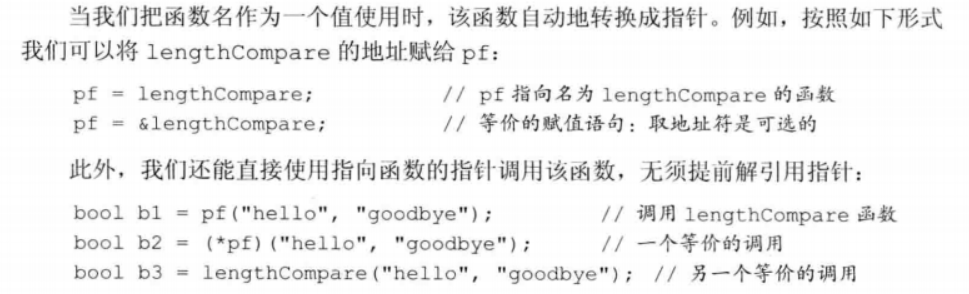 当我们把函数名作为一个值使用时，该函数自动地转换成指针。例如，按照如下形式
我们可以将 lengthCompare 的地址赋给 pf：
pf = lengthCompare; // pf 指向名为 lengthCompare 的函数
pf = &lengthCompare; // 等价的赋值语句：取地址符是可选的
此外，我们还能直接使用指向函数的指针调用该函数，无须提前解引用指针：
bool b1 = pf("hello", "goodbye"); // 调用 lengthCompare 函数
bool b2 = (*pf)("hello", "goodbye"); // 一个等价的调用
bool b3 = lengthCompare("hello", "goodbye"); // 另一个等价的调用